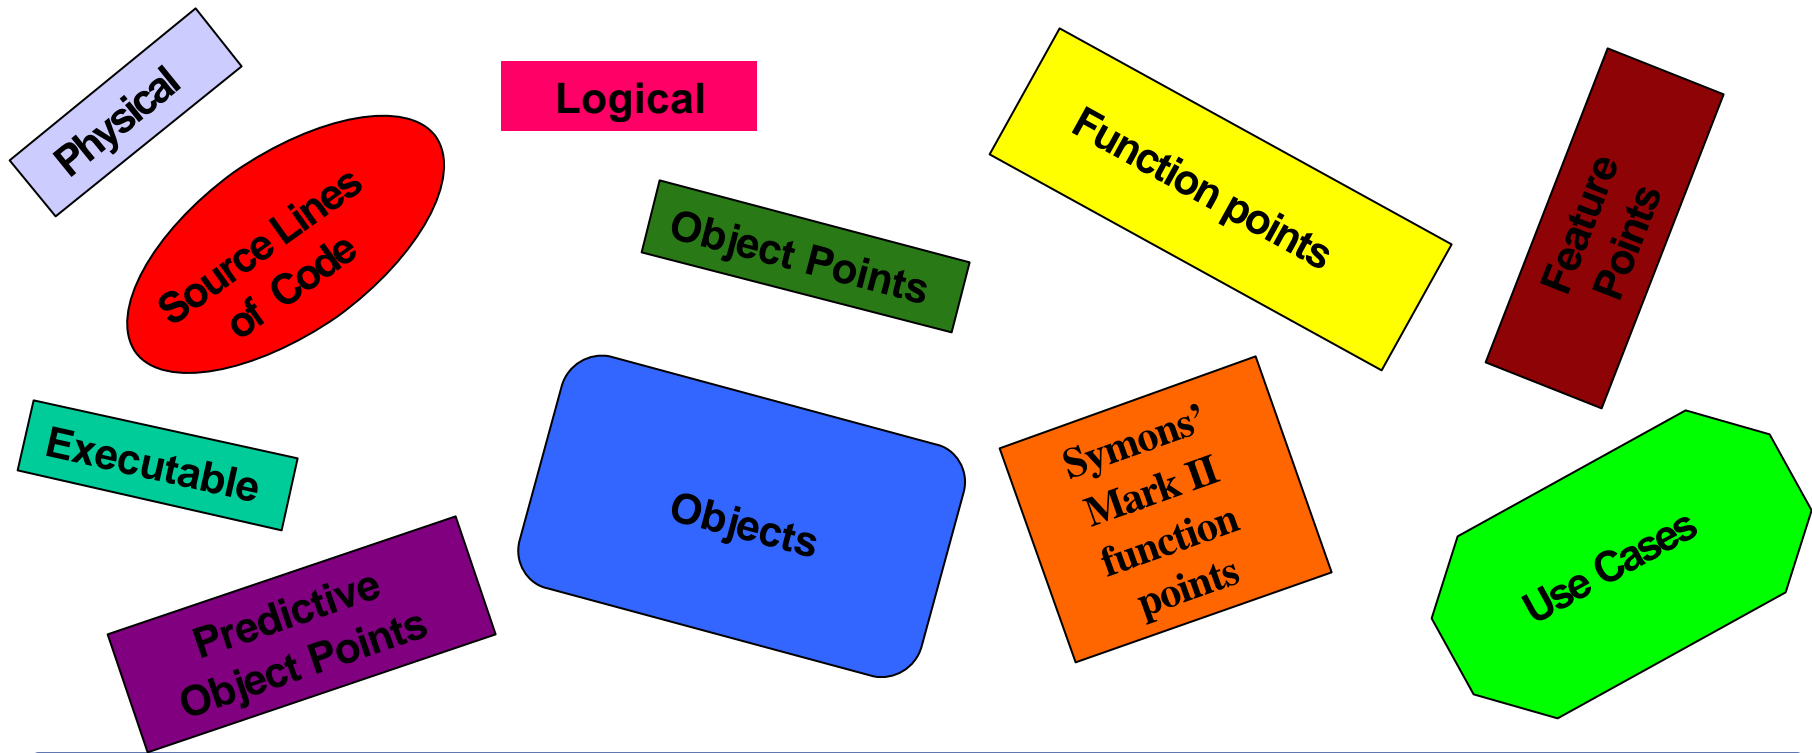 Physical
Logical
Source Lines
of Code
Object Points
Function points
Feature
Points
Executable
Objects
Symons’
Mark II
function
points
Use Cases
Predictive
Object Points